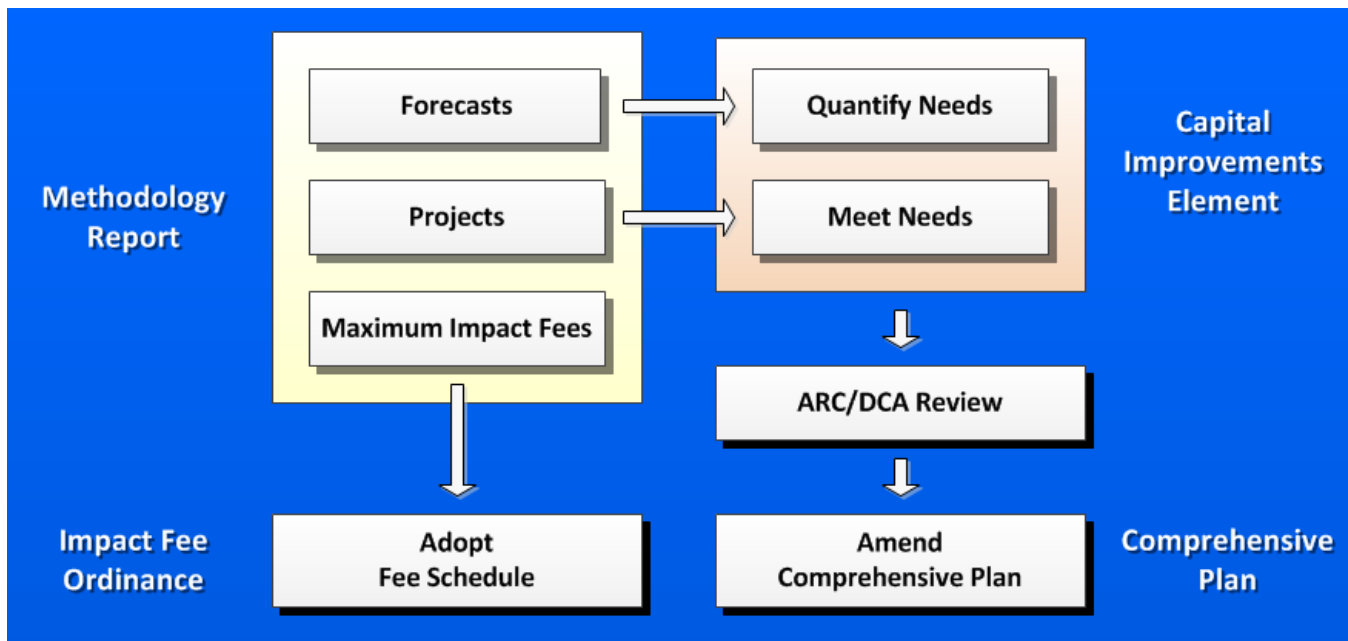 Methodology
Report
Forecasts
Projects
Maximum Impact Fees
Quantify Needs
Meet Needs
Capital
Improvements
Element
ARC/DCA Review
Impact Fee
Ordinance
Adopt
Fee Schedule
Amend
Comprehensive Plan
Comprehensive
Plan